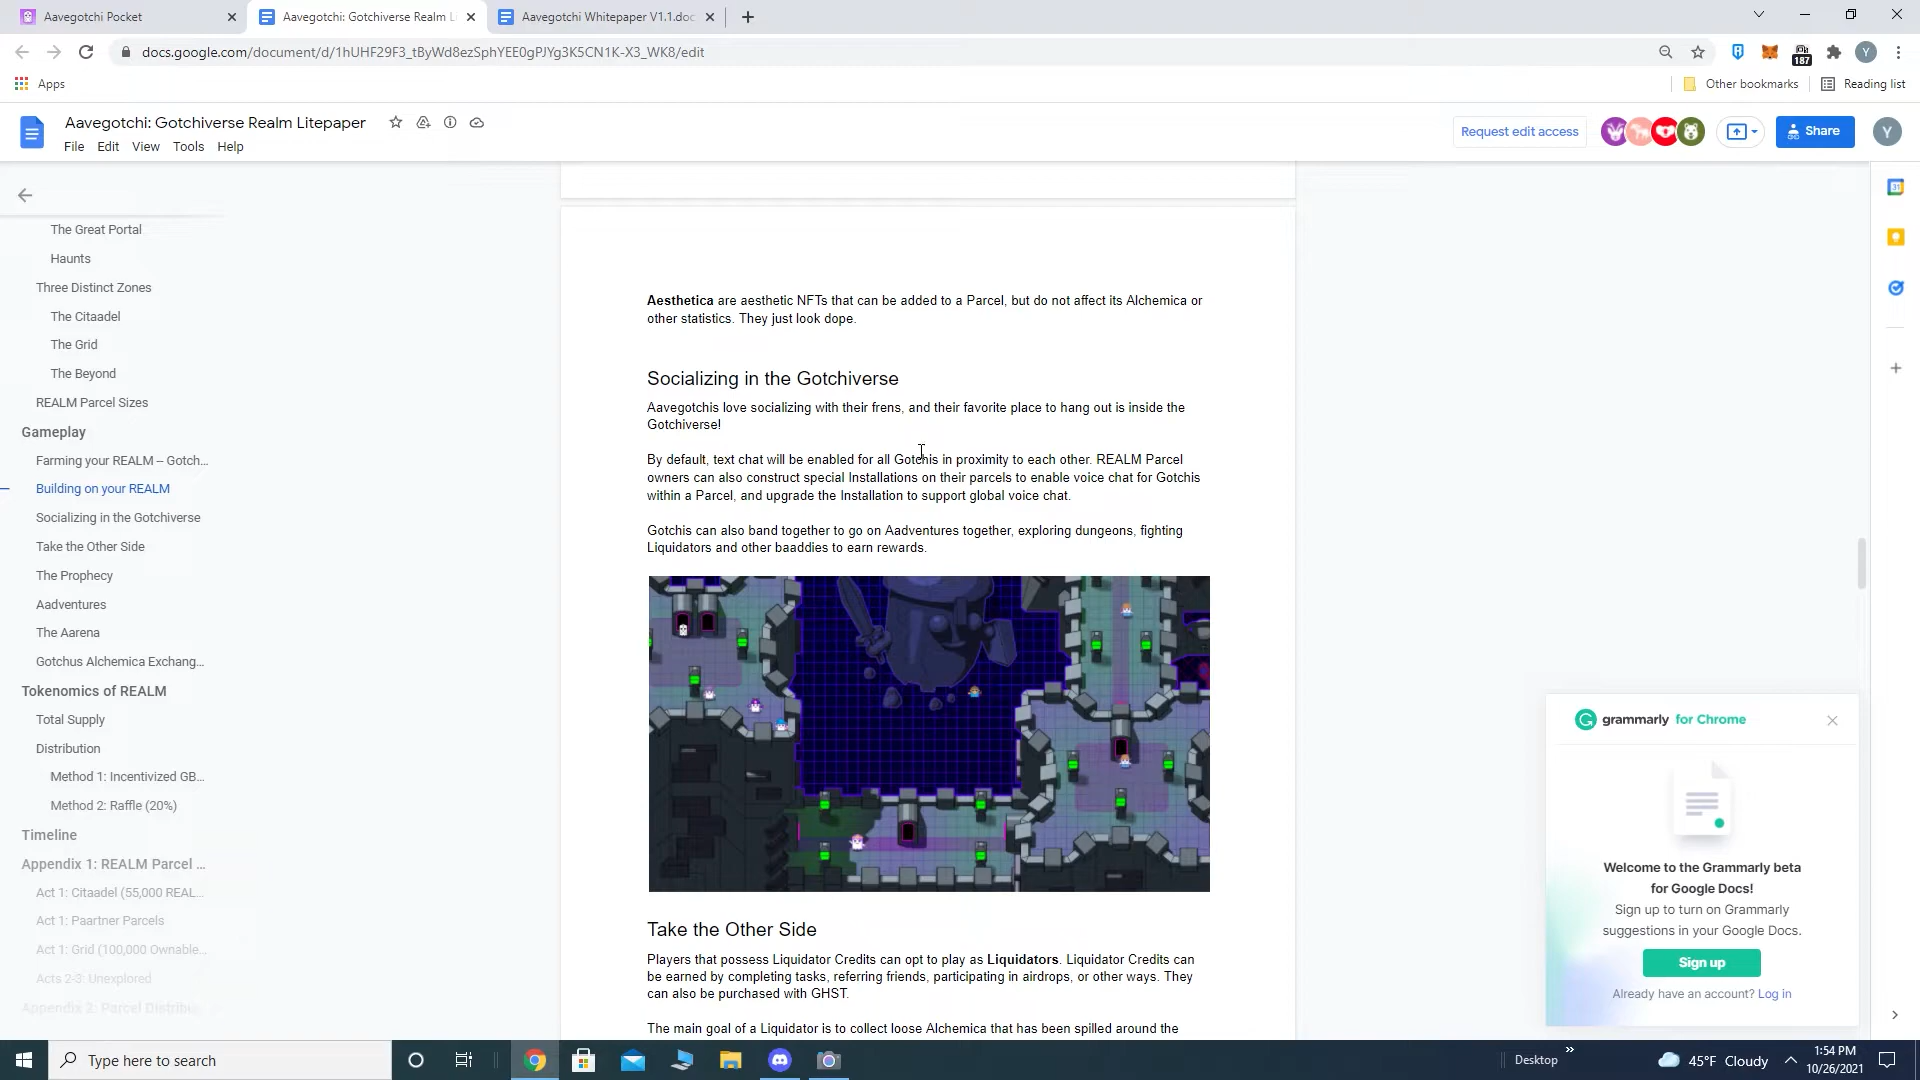 Aavegotchi Pocket
Aavegotchi: Gotchiverse Realm Li
Aavegotchi Whitepaper V1.1.doc
docs.google.com/document/d/1hUHF29F3_tByWd8ezSphYEE0gPJYg3K5CN1K-X3_WK8/edit
187
Y
Apps
Other bookmarks
Reading list
Aavegotchi: Gotchiverse Realm Litepaper
File Edit View Tools Help
Request edit access
Share
Y
31
The Great Portal
Haunts
Three Distinct Zones
The Citaadel
The Grid
The Beyond
REALM Parcel Sizes
Gameplay
Farming your REALM – Gotch...
Building on your REALM
Socializing in the Gotchiverse
Take the Other Side
The Prophecy
Aadventures
The Aarena
Gotchus Alchemica Exchang...
Tokenomics of REALM
Total Supply
Distribution
Method 1: Incentivized GB...
Method 2: Raffle (20%)
Timeline
Appendix 1: REALM Parcel ...
Act 1: Citaadel (55,000 REAL...
Act 1: Paartner Parcels
Act 1: Grid (100,000 Ownable...
Acts 2-3: Unexplored
Appendix 2: Parcel Distribu...
Aesthetica are aesthetic NFTs that can be added to a Parcel, but do not affect its Alchemica or
other statistics. They just look dope.
Socializing in the Gotchiverse
Aavegotchis love socializing with their frens, and their favorite place to hang out is inside the
Gotchiverse!
By default, text chat will be enabled for all Gotchis in proximity to each other. REALM Parcel
owners can also construct special Installations on their parcels to enable voice chat for Gotchis
within a Parcel, and upgrade the Installation to support global voice chat.
Gotchis can also band together to go on Aadventures together, exploring dungeons, fighting
Liquidators and other baaddies to earn rewards.
Take the Other Side
Players that possess Liquidator Credits can opt to play as Liquidators. Liquidator Credits can
be earned by completing tasks, referring friends, participating in airdrops, or other ways. They
can also be purchased with GHST.
The main goal of a Liquidator is to collect loose Alchemica that has been spilled around the
grammarly for Chrome
Welcome to the Grammarly beta
for Google Docs!
Sign up to turn on Grammarly
suggestions in your Google Docs.
Sign up
Already have an account? Log in
Type here to search
Desktop
45°F Cloudy
1:54 PM
10/26/2021